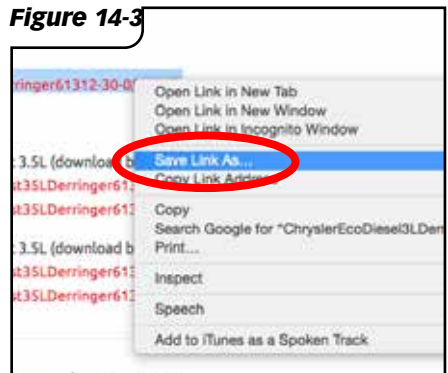 Figure 14-3
ringer61312-30-0
Open Link in New Tab
Open Link in New Window
Open Link in Incognito Window
3.5L (download b
Save Link As...
st35LDerringer61
Copy Link Address
st35LDerringer613
Copy
Search Google for "ChryslerEcoDiesel3LDerr
3.5L (download b
Print...
st35LDerringer613
Inspect
st35LDerringer613
Speech
Add to iTunes as a Spoken Track